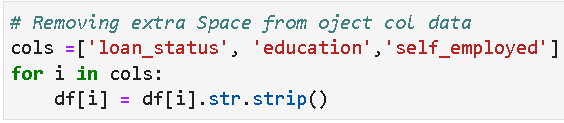 # Removing extra Space from oject col data
cols =['loan_status', 'education','self_employed']
for i in cols:
    df[i] = df[i].str.strip()